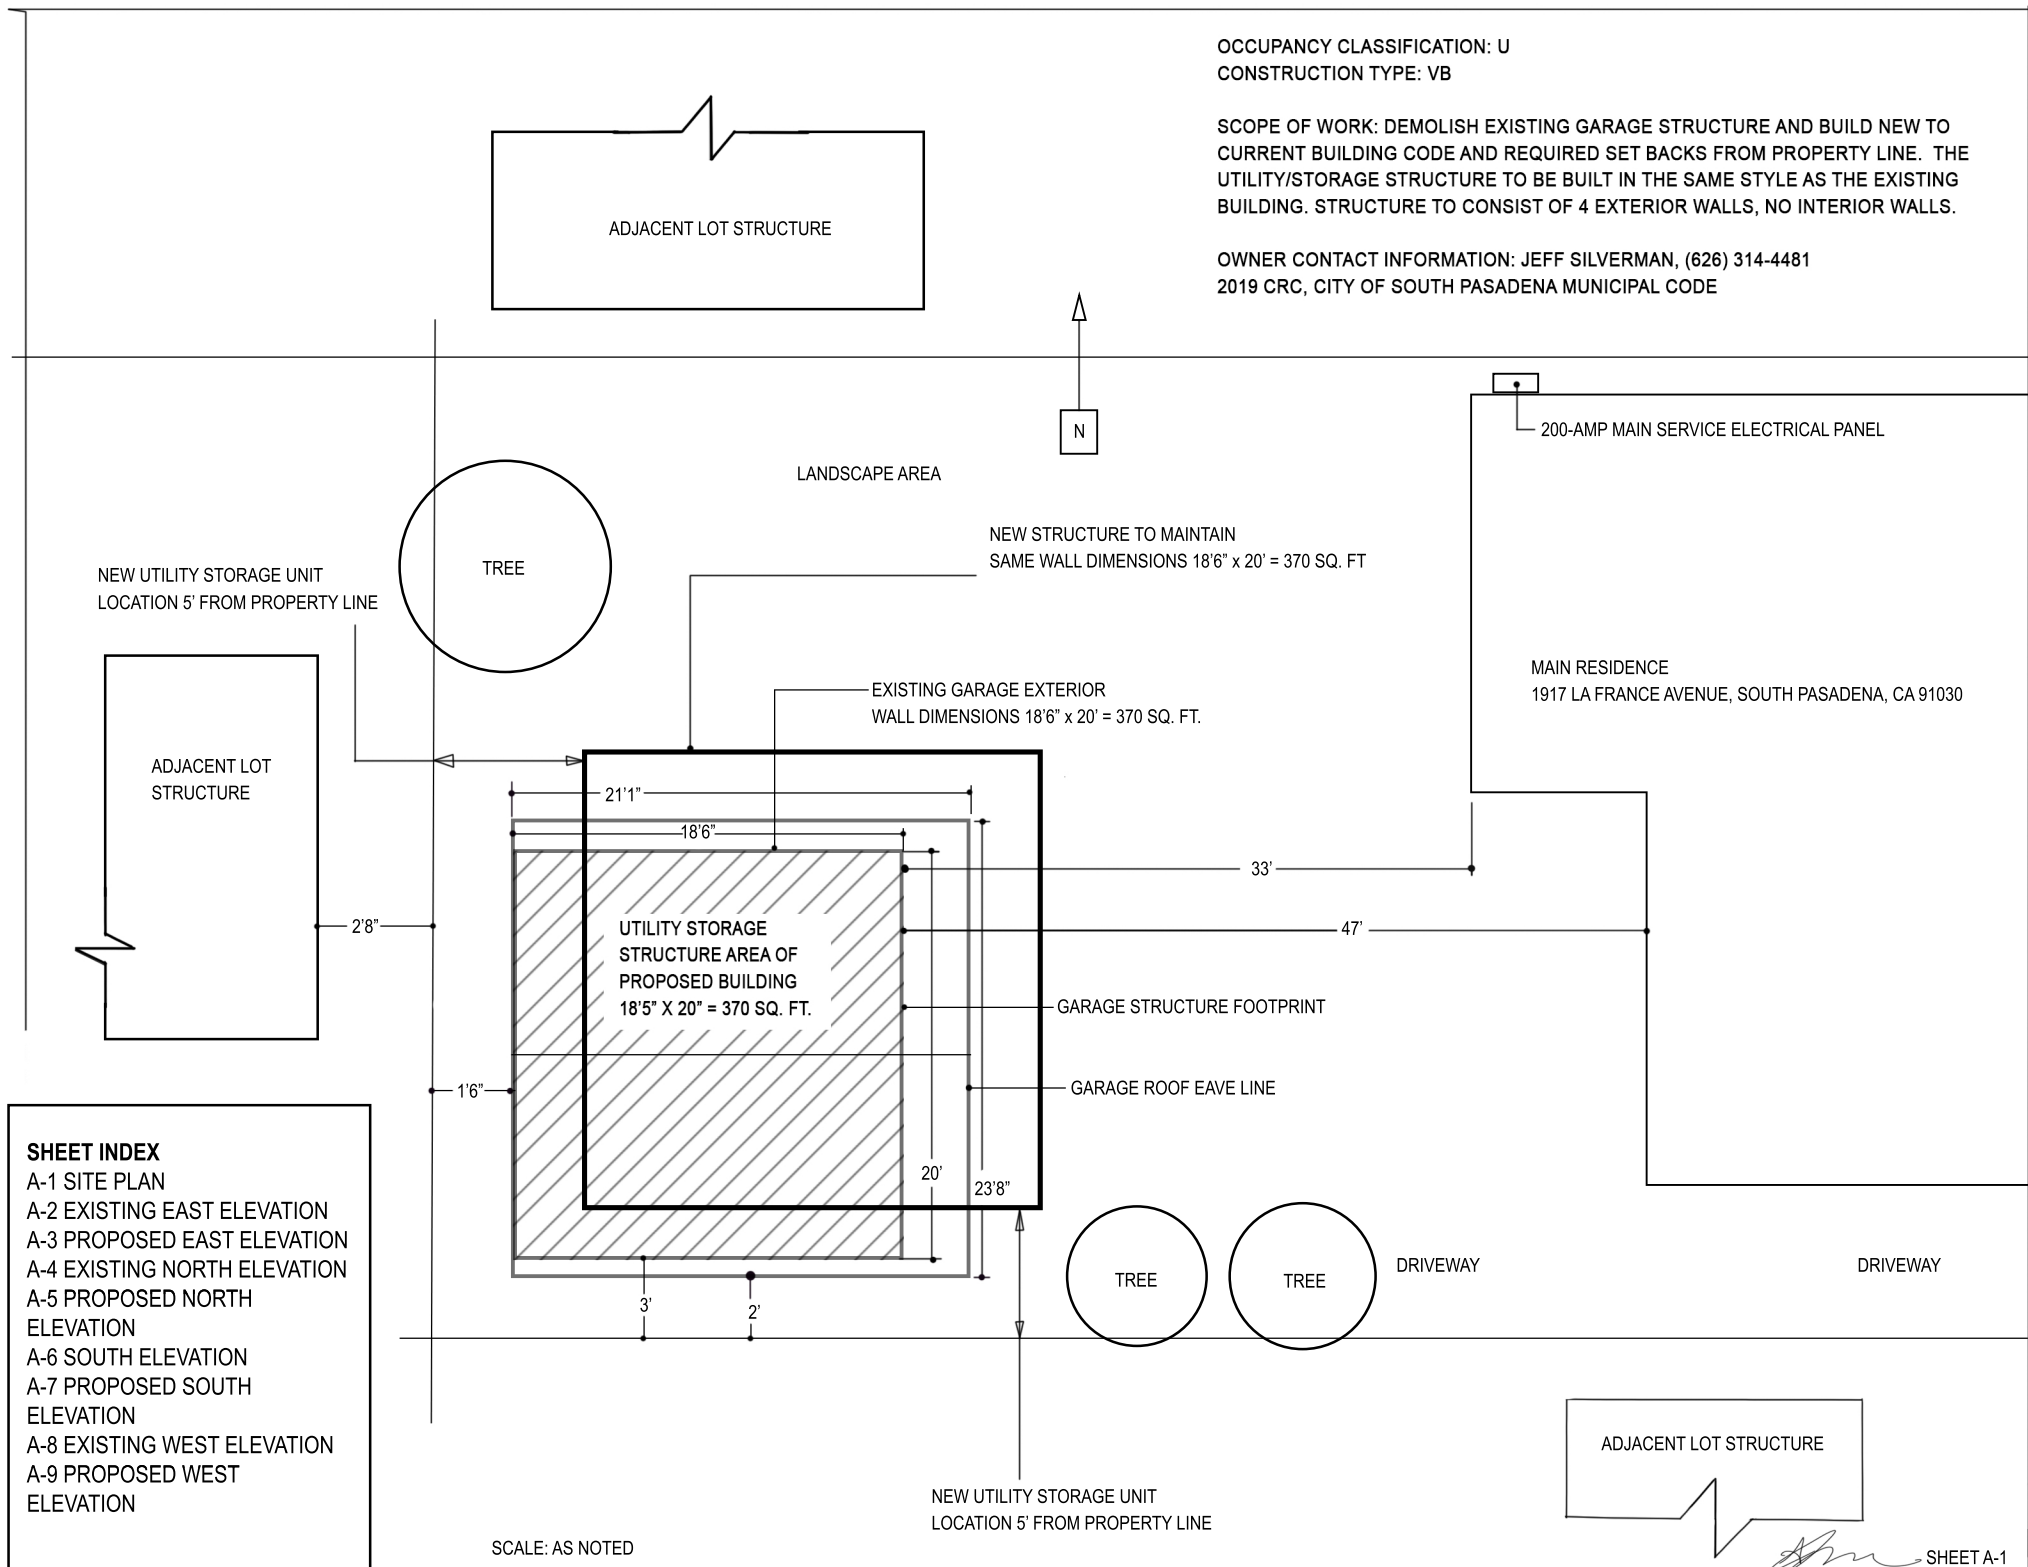 OCCUPANCY CLASSIFICATION: U
CONSTRUCTION TYPE: VB
SCOPE OF WORK: DEMOLISH EXISTING GARAGE STRUCTURE AND BUILD NEW TO
CURRENT BUILDING CODE AND REQUIRED SET BACKS FROM PROPERTY LINE. THE
UTILITY/STORAGE STRUCTURE TO BE BUILT IN THE SAME STYLE AS THE EXISTING
BUILDING. STRUCTURE TO CONSIST OF 4 EXTERIOR WALLS, NO INTERIOR WALLS.
OWNER CONTACT INFORMATION: JEFF SILVERMAN, (626) 314-4481
2019 CRC, CITY OF SOUTH PASADENA MUNICIPAL CODE
ADJACENT LOT STRUCTURE
N
200-AMP MAIN SERVICE ELECTRICAL PANEL
LANDSCAPE AREA
NEW STRUCTURE TO MAINTAIN
SAME WALL DIMENSIONS 18'6” x 20’ = 370 SQ. FT
TREE
NEW UTILITY STORAGE UNIT
LOCATION 5’ FROM PROPERTY LINE
MAIN RESIDENCE
1917 LA FRANCE AVENUE, SOUTH PASADENA, CA 91030
EXISTING GARAGE EXTERIOR
WALL DIMENSIONS 18'6” x 20’ = 370 SQ. FT.
ADJACENT LOT
STRUCTURE
21’1”
18’6”
33’
2’8”
47’
UTILITY STORAGE
STRUCTURE AREA OF
PROPOSED BUILDING
18’5” X 20” = 370 SQ. FT.
GARAGE STRUCTURE FOOTPRINT
1’6”
GARAGE ROOF EAVE LINE
20’
23’8”
SHEET INDEX
A-1 SITE PLAN
A-2 EXISTING EAST ELEVATION
A-3 PROPOSED EAST ELEVATION
A-4 EXISTING NORTH ELEVATION
A-5 PROPOSED NORTH
ELEVATION
A-6 SOUTH ELEVATION
A-7 PROPOSED SOUTH
ELEVATION
A-8 EXISTING WEST ELEVATION
A-9 PROPOSED WEST
ELEVATION
3’
2’
TREE
TREE
DRIVEWAY
DRIVEWAY
ADJACENT LOT STRUCTURE
NEW UTILITY STORAGE UNIT
LOCATION 5’ FROM PROPERTY LINE
SCALE: AS NOTED
SHEET A-1